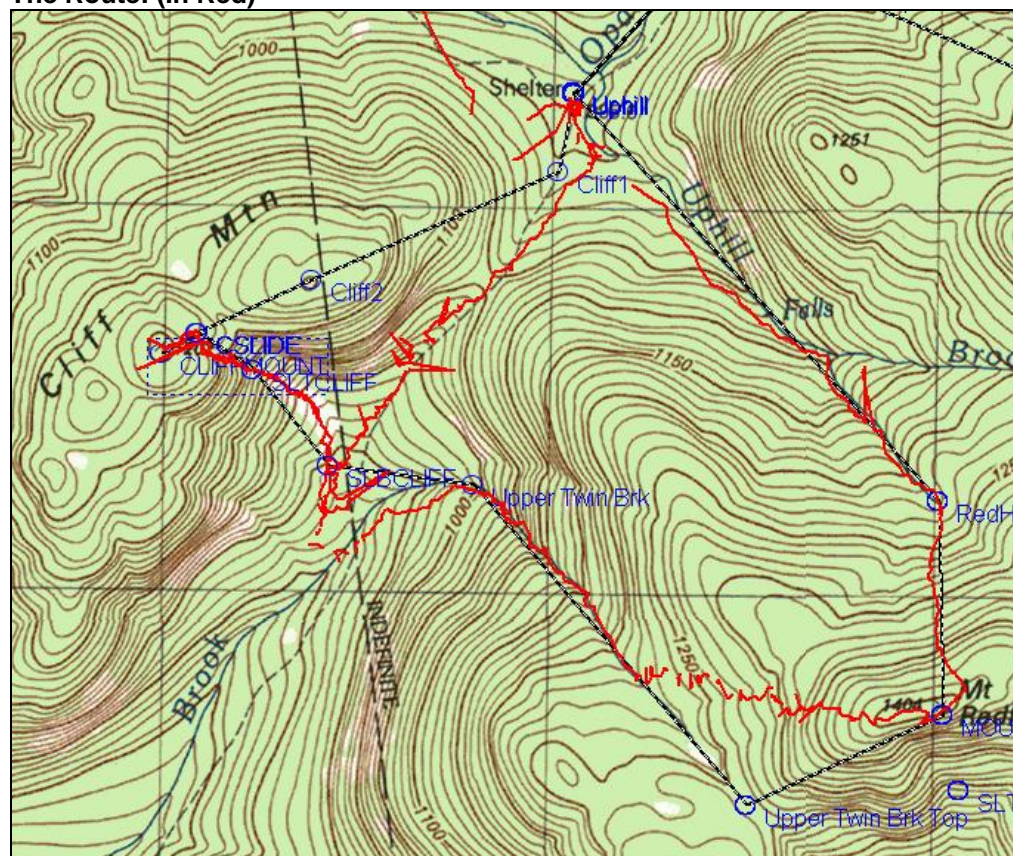 The Route: (in Red)
1000
Shelter
Uphill
1251
Cliff1
Uphill
Mtn
1100
Cliff2
Falls
Cliff
CSLIDE
1150
SLTCLIFF
SLBCLIFF
Upper Twin Brk
1000
RedH
INDEFINITE
Brook
1250
Mt
1404
1100
Upper Twin Brk Top